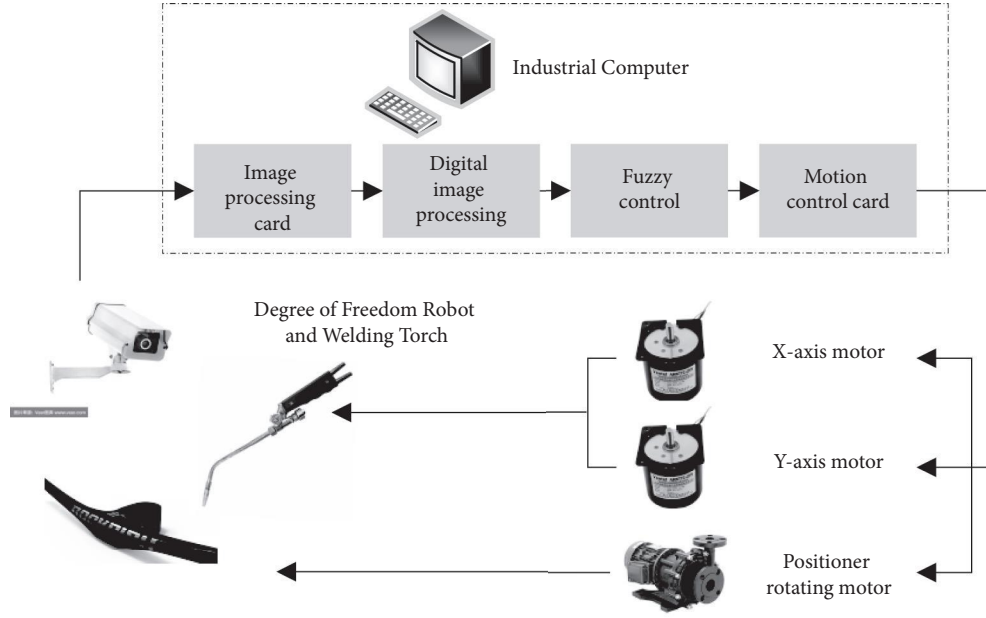 Industrial Computer
Image
processing
card
Digital
image
processing
Fuzzy
control
Motion
control card
Degree of Freedom Robot
and Welding Torch
X-axis motor
Y-axis motor
Positioner
rotating motor